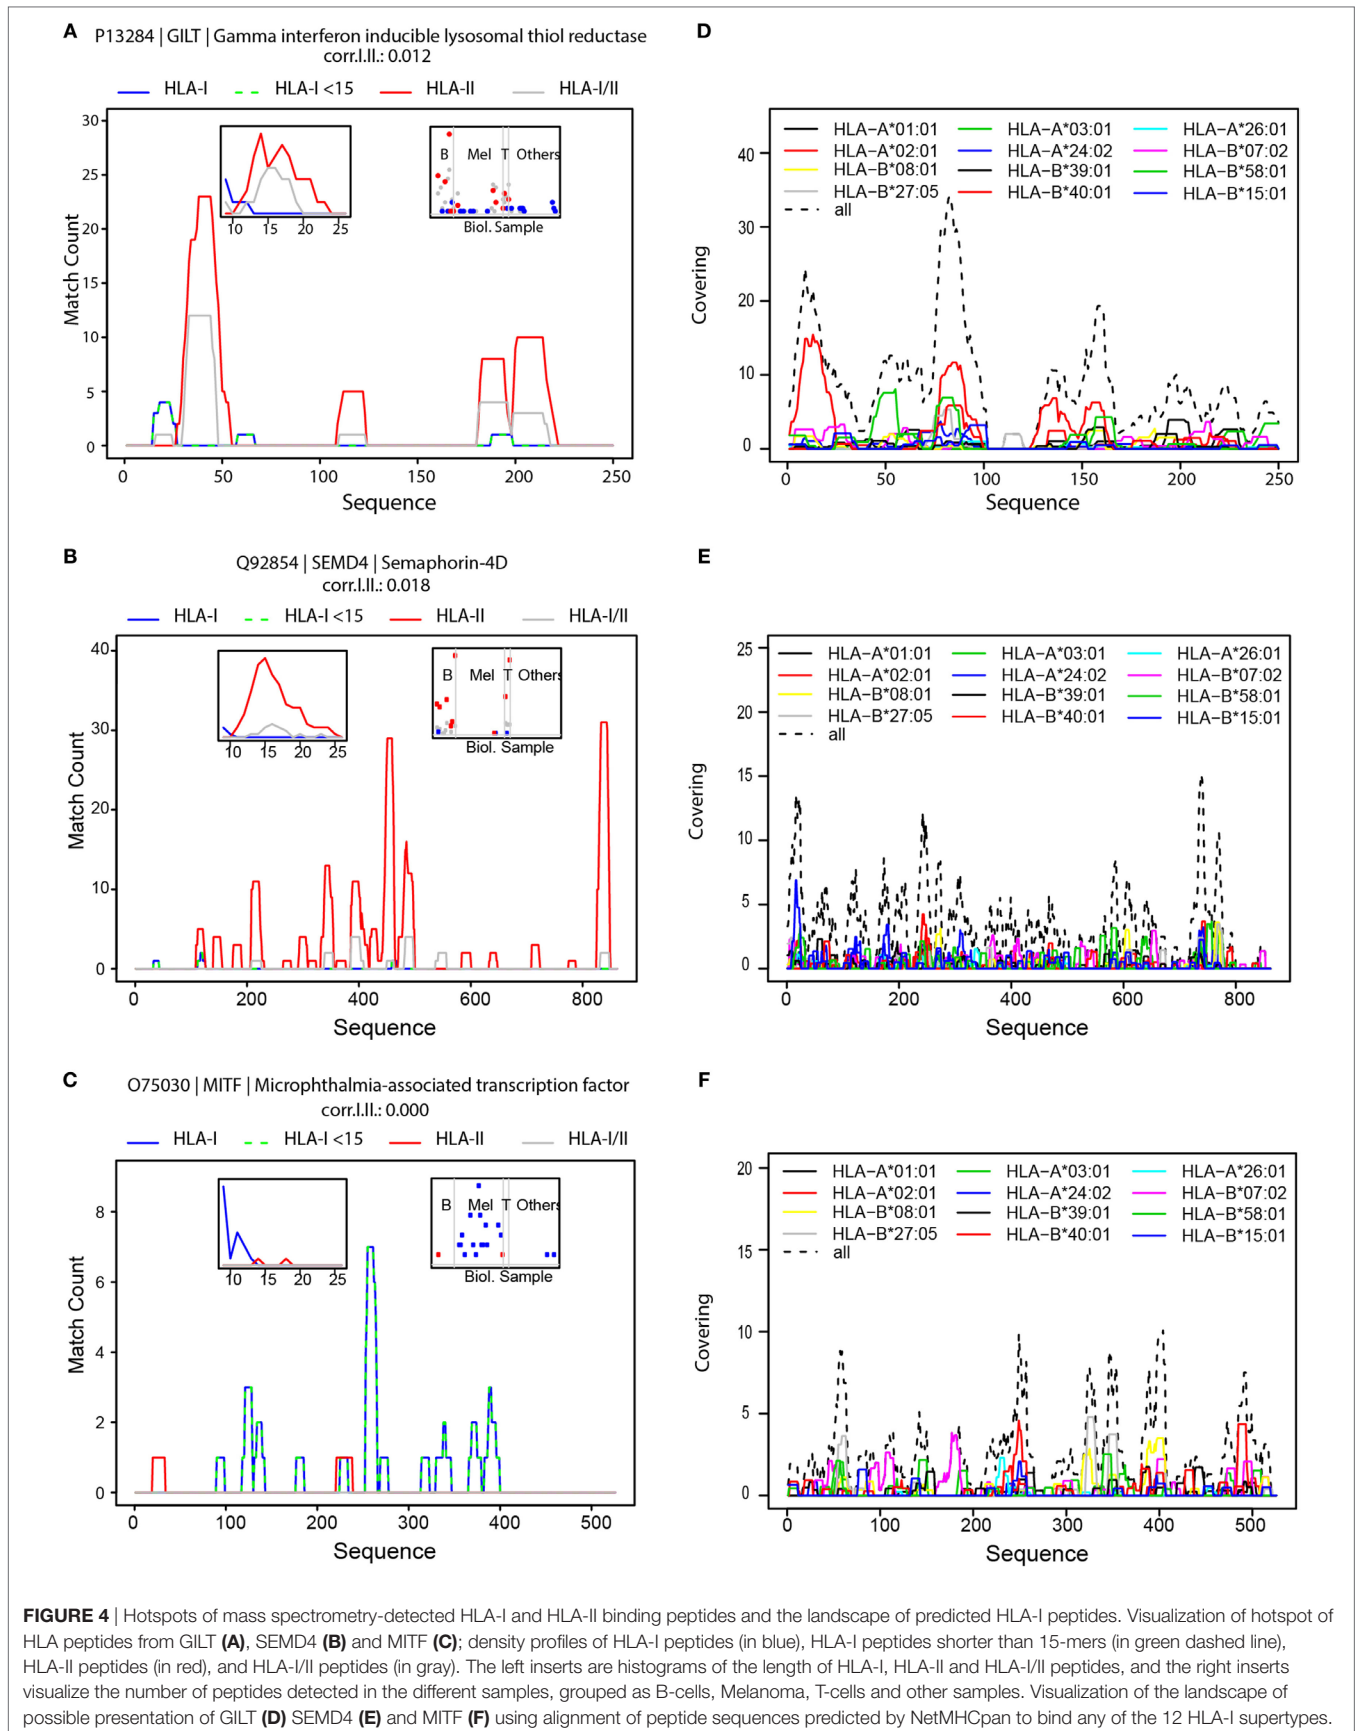 A
P13284 | GILT | Gamma interferon inducible lysosomal thiol reductase
corr.I.II.: 0.012
HLA-I HLA-I <15 HLA-II HLA-I/II
30
25
20
15
10
5
0
Match Count
10 15 20 25
B Mel T Others
Biol. Sample
0 50 100 150 200 250
Sequence
D
HLA-A*01:01 HLA-A*03:01 HLA-A*26:01
HLA-A*02:01 HLA-A*24:02 HLA-B*07:02
HLA-B*08:01 HLA-B*39:01 HLA-B*58:01
HLA-B*27:05 HLA-B*40:01 HLA-B*15:01
all
40
30
20
10
0
Covering
0 50 100 150 200 250
Sequence
B
Q92854 | SEMD4 | Semaphorin-4D
corr.I.II.: 0.018
HLA-I HLA-I <15 HLA-II HLA-I/II
40
30
20
10
0
Match Count
10 15 20 25
B Mel T Others
Biol. Sample
0 200 400 600 800
Sequence
E
HLA-A*01:01 HLA-A*03:01 HLA-A*26:01
HLA-A*02:01 HLA-A*24:02 HLA-B*07:02
HLA-B*08:01 HLA-B*39:01 HLA-B*58:01
HLA-B*27:05 HLA-B*40:01 HLA-B*15:01
all
25
20
15
10
5
0
Covering
0 200 400 600 800
Sequence
C
O75030 | MITF | Microphthalmia-associated transcription factor
corr.I.II.: 0.000
HLA-I HLA-I <15 HLA-II HLA-I/II
8
6
4
2
0
Match Count
10 15 20 25
B Mel T Others
Biol. Sample
0 100 200 300 400 500
Sequence
F
HLA-A*01:01 HLA-A*03:01 HLA-A*26:01
HLA-A*02:01 HLA-A*24:02 HLA-B*07:02
HLA-B*08:01 HLA-B*39:01 HLA-B*58:01
HLA-B*27:05 HLA-B*40:01 HLA-B*15:01
all
20
15
10
5
0
Covering
0 100 200 300 400 500
Sequence
FIGURE 4 | Hotspots of mass spectrometry-detected HLA-I and HLA-II binding peptides and the landscape of predicted HLA-I peptides. Visualization of hotspot of
HLA peptides from GILT (A), SEMD4 (B) and MITF (C); density profiles of HLA-I peptides (in blue), HLA-I peptides shorter than 15-mers (in green dashed line),
HLA-II peptides (in red), and HLA-I/II peptides (in gray). The left inserts are histograms of the length of HLA-I, HLA-II and HLA-I/II peptides, and the right inserts
visualize the number of peptides detected in the different samples, grouped as B-cells, Melanoma, T-cells and other samples. Visualization of the landscape of
possible presentation of GILT (D) SEMD4 (E) and MITF (F) using alignment of peptide sequences predicted by NetMHCpan to bind any of the 12 HLA-I supertypes.